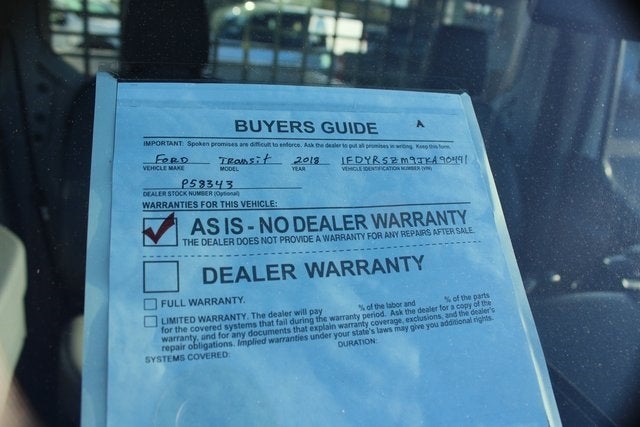 BUYERS GUIDE A
IMPORTANT: Spoken promises are difficult to enforce. Ask the dealer to put all promises in writing. Keep this form.
FORD Transit 2018
VEHICLE MAKE MODEL YEAR VEHICLE IDENTIFICATION NUMBER (VIN)
P58343
DEALER STOCK NUMBER (Optional)
WARRANTIES FOR THIS VEHICLE:
AS IS - NO DEALER WARRANTY
THE DEALER DOES NOT PROVIDE A WARRANTY FOR ANY REPAIRS AFTER SALE.
DEALER WARRANTY
FULL WARRANTY.
LIMITED WARRANTY. The dealer will pay % of the labor and % of the parts
for the covered systems that fail during the warranty period. Ask the dealer for a copy of the
warranty, and for any documents that explain warranty coverage, exclusions, and the dealer's
repair obligations. Implied warranties under your state's laws may give you additional rights.
SYSTEMS COVERED: DURATION: